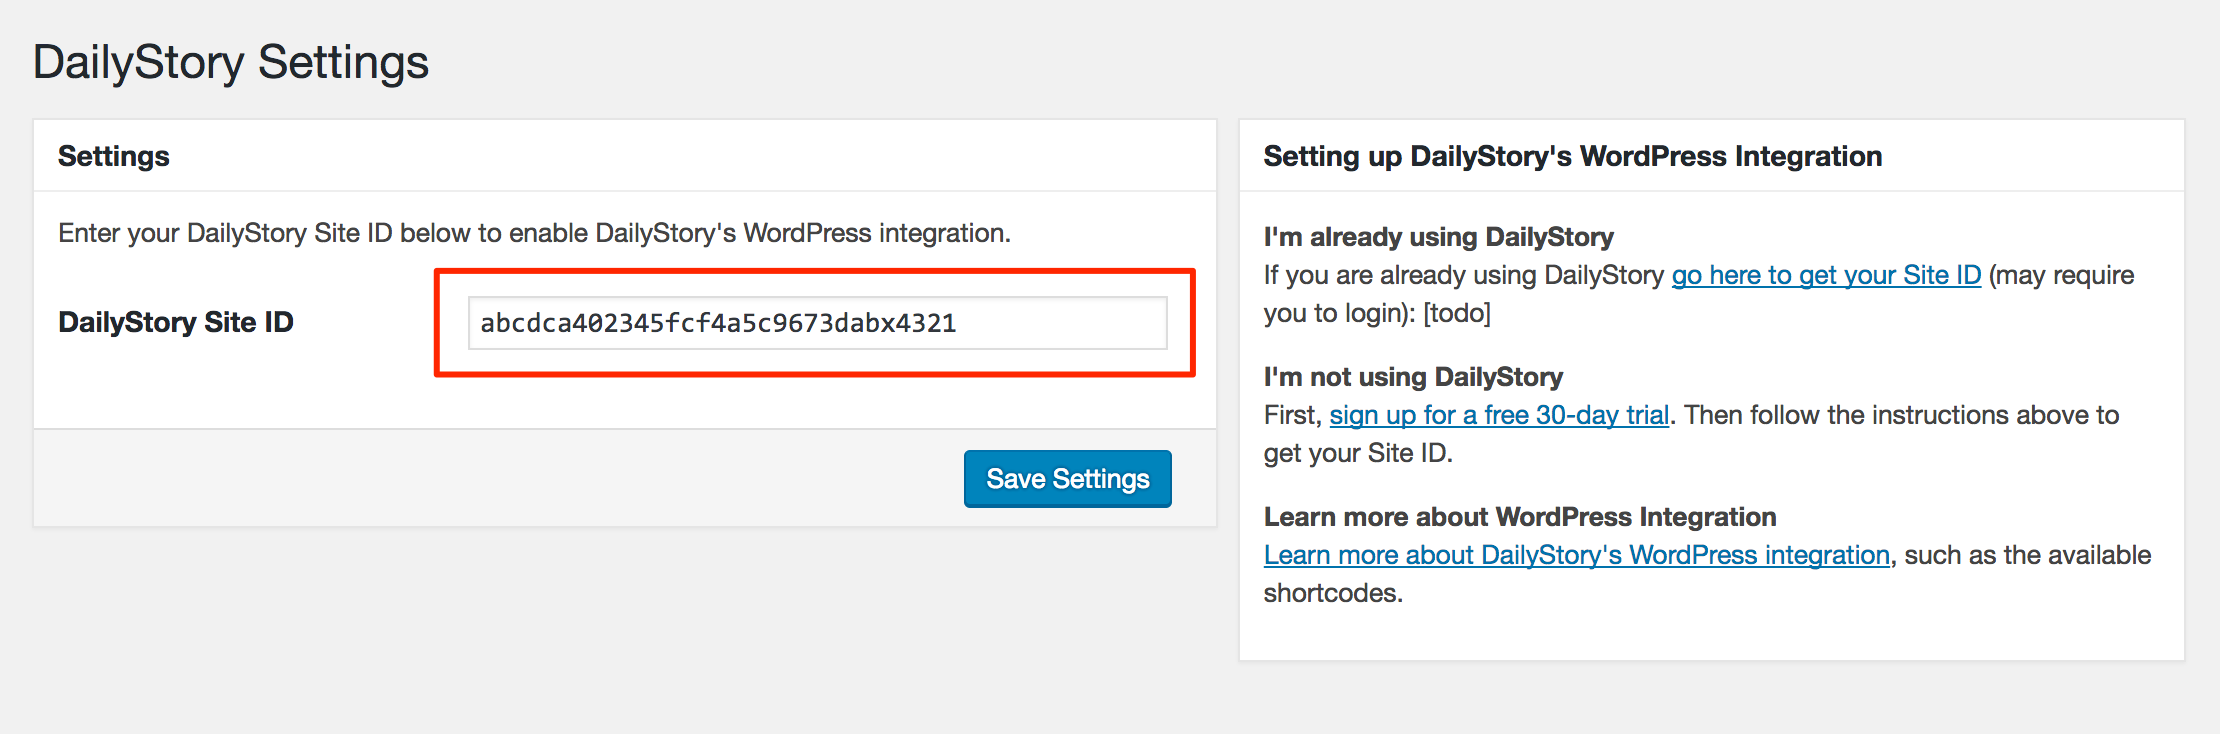 DailyStory Settings
Settings
Enter your DailyStory Site ID below to enable DailyStory's WordPress integration.
DailyStory Site ID
abcdca402345fcf4a5c9673dabx4321
Save Settings
Setting up DailyStory's WordPress Integration
I'm already using DailyStory
If you are already using DailyStory go here to get your Site ID (may require
you to login): [todo]
I'm not using DailyStory
First, sign up for a free 30-day trial. Then follow the instructions above to
get your Site ID.
Learn more about WordPress Integration
Learn more about DailyStory's WordPress integration, such as the available
shortcodes.